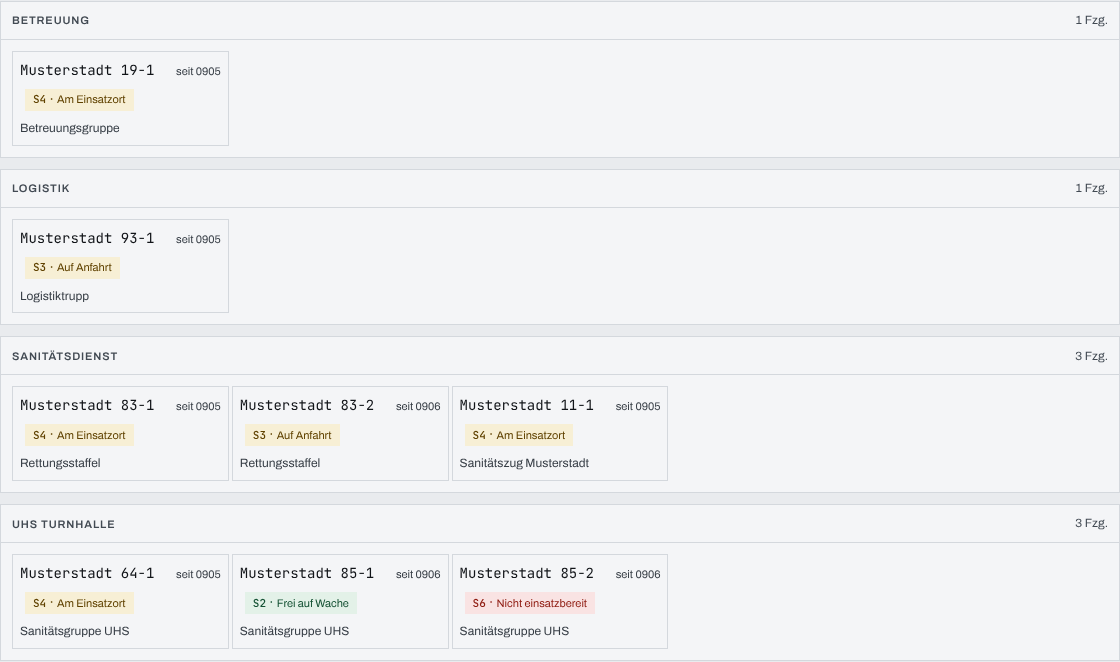 BETREUUNG 1 Fzg.
Musterstadt 19-1 seit 0905
S4 · Am Einsatzort
Betreuungsgruppe
LOGISTIK 1 Fzg.
Musterstadt 93-1 seit 0905
S3 · Auf Anfahrt
Logistiktrupp
SANITÄTSDIENST 3 Fzg.
Musterstadt 83-1 seit 0905 Musterstadt 83-2 seit 0906 Musterstadt 11-1 seit 0905
S4 · Am Einsatzort S3 · Auf Anfahrt S4 · Am Einsatzort
Rettungsstaffel Rettungsstaffel Sanitätszug Musterstadt
UHS TURNHALLE 3 Fzg.
Musterstadt 64-1 seit 0905 Musterstadt 85-1 seit 0906 Musterstadt 85-2 seit 0906
S4 · Am Einsatzort S2 · Frei auf Wache S6 · Nicht einsatzbereit
Sanitätsgruppe UHS Sanitätsgruppe UHS Sanitätsgruppe UHS